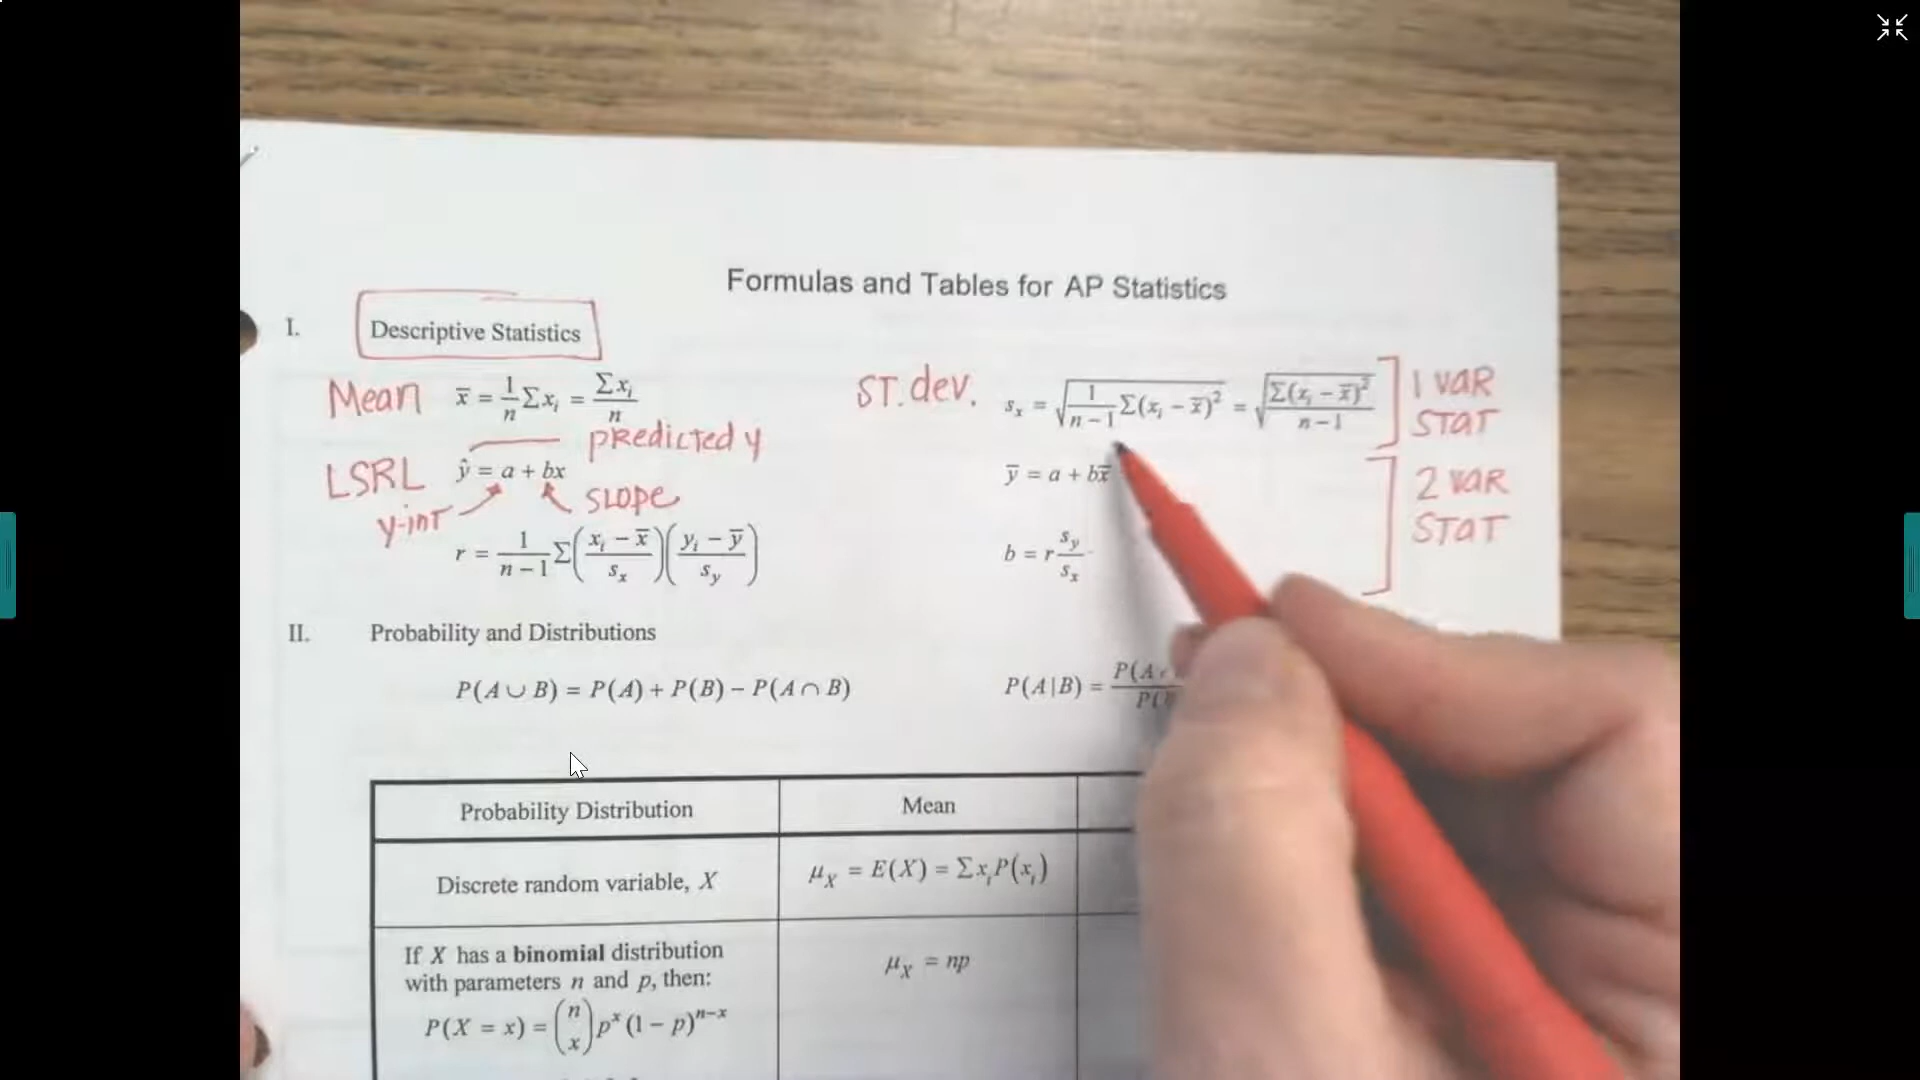 Formulas and Tables for AP Statistics
I. Descriptive Statistics
Mean x̄ = 1/n Σxᵢ = Σxᵢ/n
ST. dev. sₓ = √(1/(n−1) Σ(xᵢ − x̄)²) = √(Σ(xᵢ − x̄)²/(n−1))
1 VAR
STAT
predicted y
LSRL ŷ = a + bx
y-int
SLOPE
ȳ = a + bx̄
2 VAR
STAT
r = 1/(n−1) Σ((xᵢ − x̄)/sₓ)((yᵢ − ȳ)/s_y)
b = r s_y/sₓ
II. Probability and Distributions
P(A ∪ B) = P(A) + P(B) − P(A ∩ B)
P(A|B) =
Probability Distribution
Mean
Discrete random variable, X
μ_X = E(X) = Σxᵢ P(xᵢ)
If X has a binomial distribution
with parameters n and p, then:
P(X = x) = (n x) pˣ (1 − p)ⁿ⁻ˣ
μ_X = np